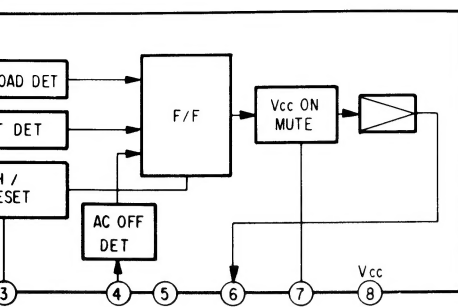 OAD DET
F/F
Vcc ON
MUTE
T DET
H /
ESET
AC OFF
DET
Vcc
3
4
5
6
7
8